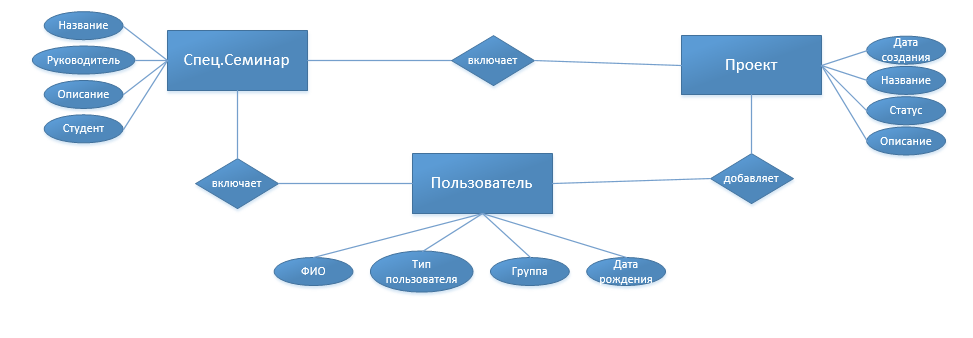 Название
Руководитель
Описание
Студент
Спец.Семинар
включает
Проект
Дата
создания
Название
Статус
Описание
включает
Пользователь
добавляет
ФИО
Тип
пользователя
Группа
Дата
рождения